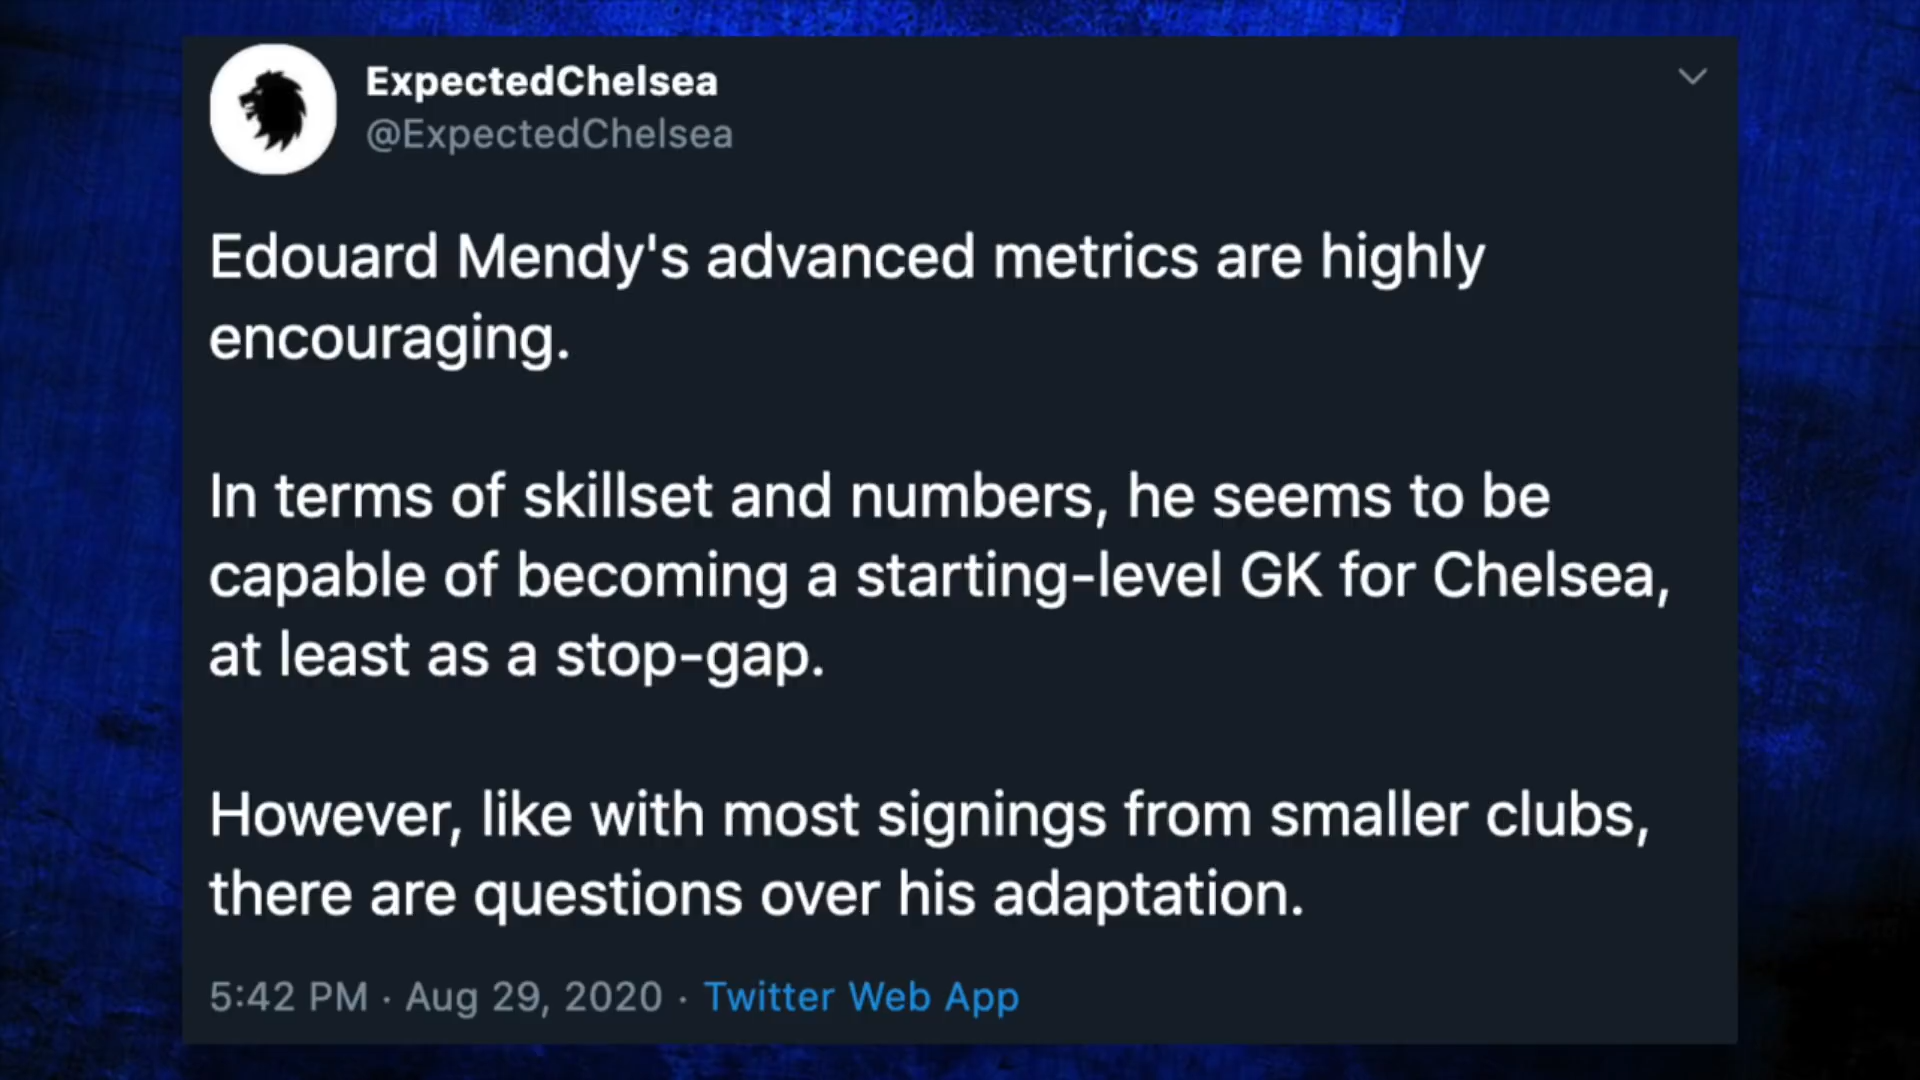 ExpectedChelsea
@ExpectedChelsea
Edouard Mendy's advanced metrics are highly
encouraging.
In terms of skillset and numbers, he seems to be
capable of becoming a starting-level GK for Chelsea,
at least as a stop-gap.
However, like with most signings from smaller clubs,
there are questions over his adaptation.
5:42 PM · Aug 29, 2020 · Twitter Web App